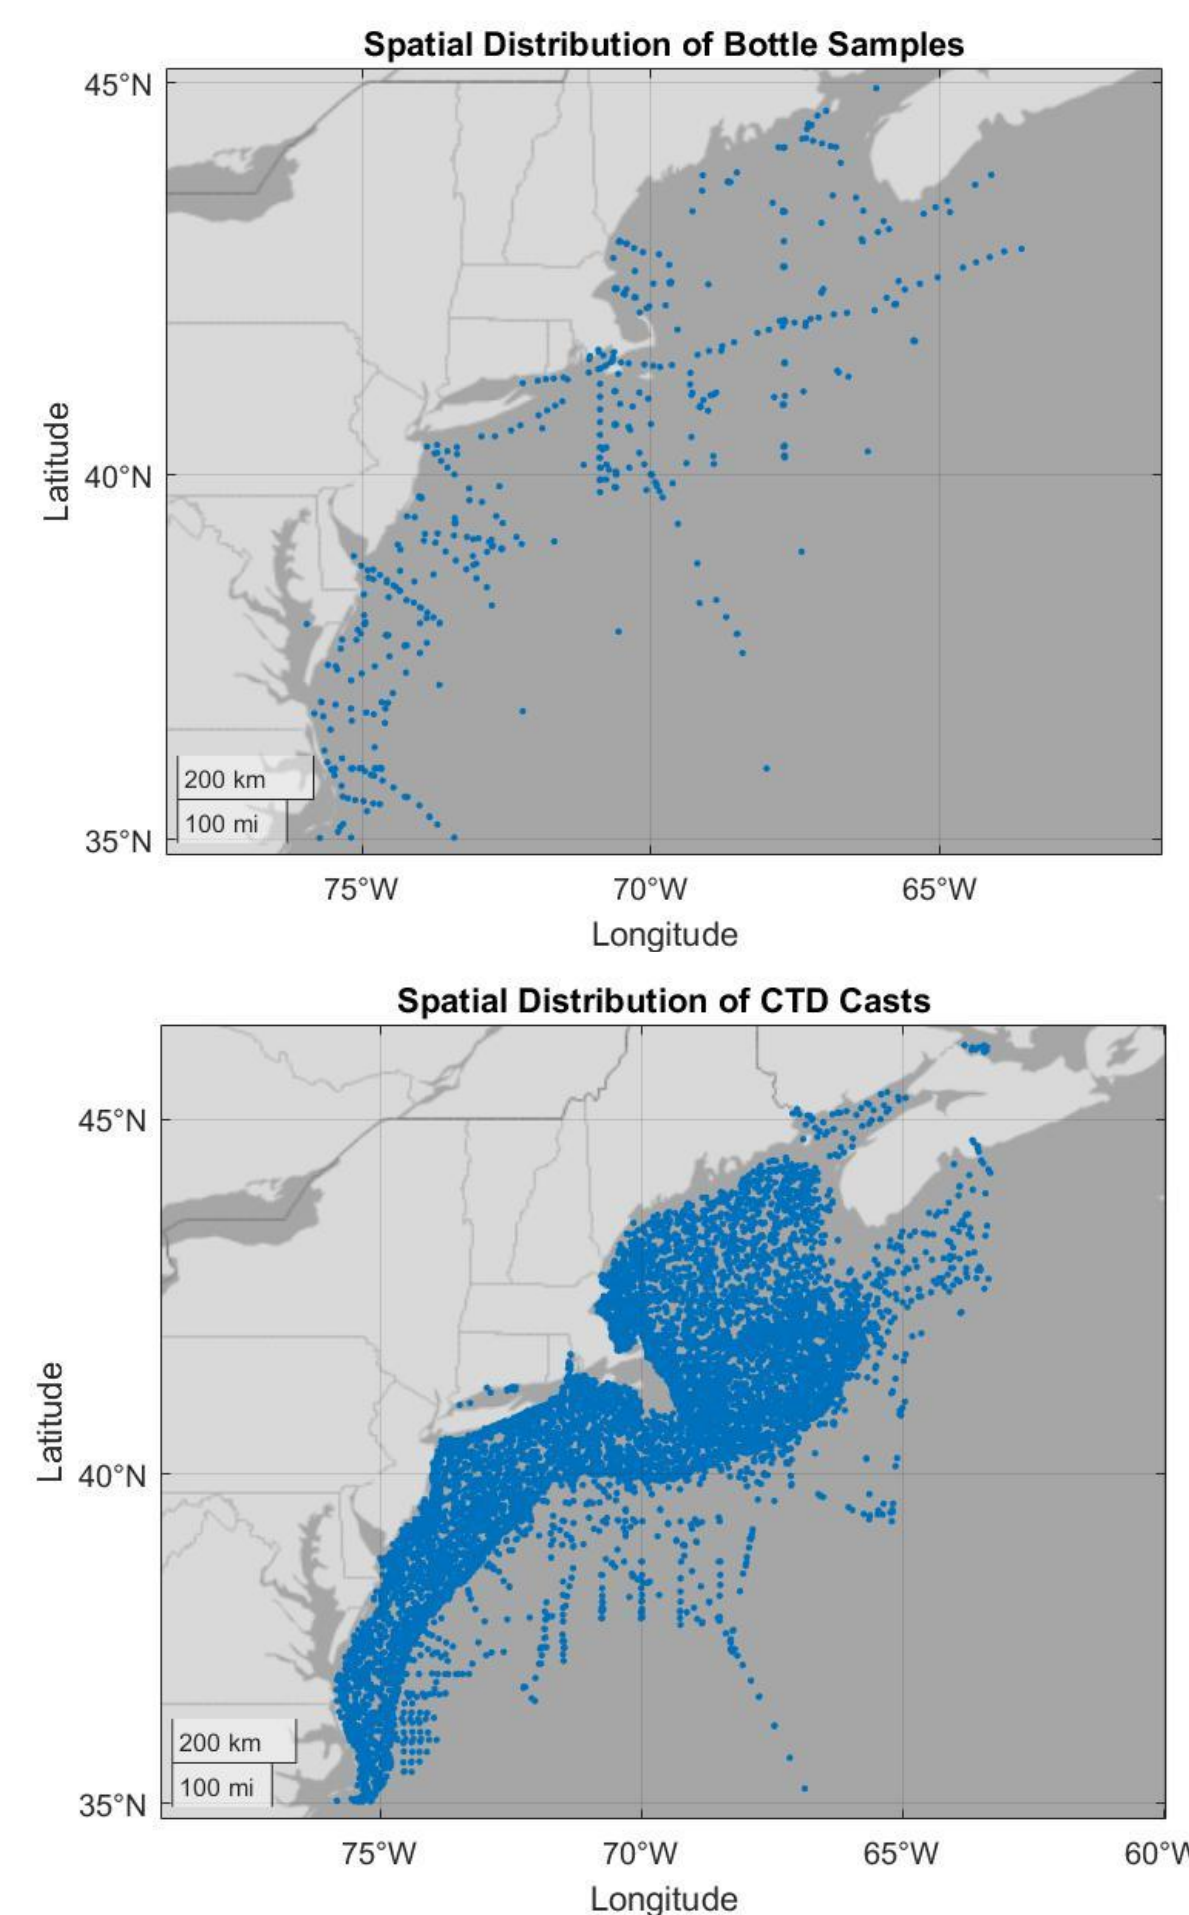 Spatial Distribution of Bottle Samples
45°N
40°N
35°N
Latitude
200 km
100 mi
75°W
70°W
65°W
Longitude
Spatial Distribution of CTD Casts
45°N
40°N
35°N
Latitude
200 km
100 mi
75°W
70°W
65°W
60°W
Longitude